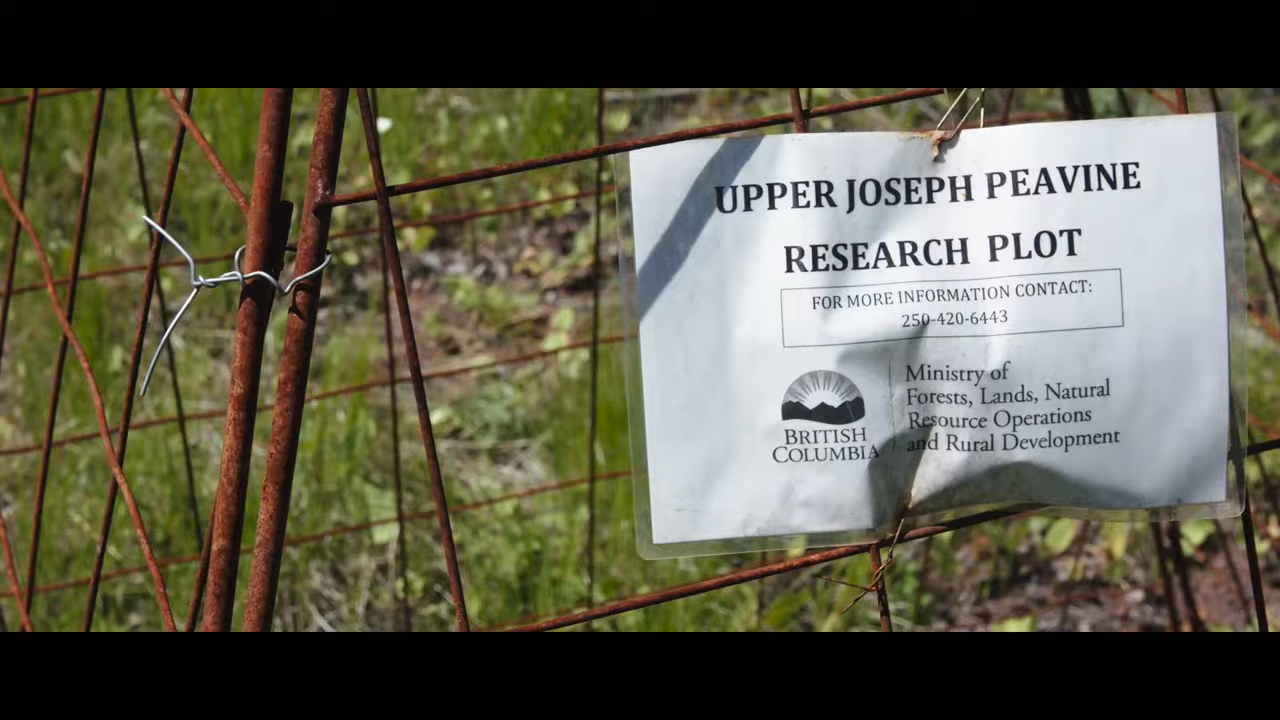 UPPER JOSEPH PEAVINE
RESEARCH PLOT
FOR MORE INFORMATION CONTACT:
250-420-6443
BRITISH
COLUMBIA
Ministry of
Forests, Lands, Natural
Resource Operations
and Rural Development